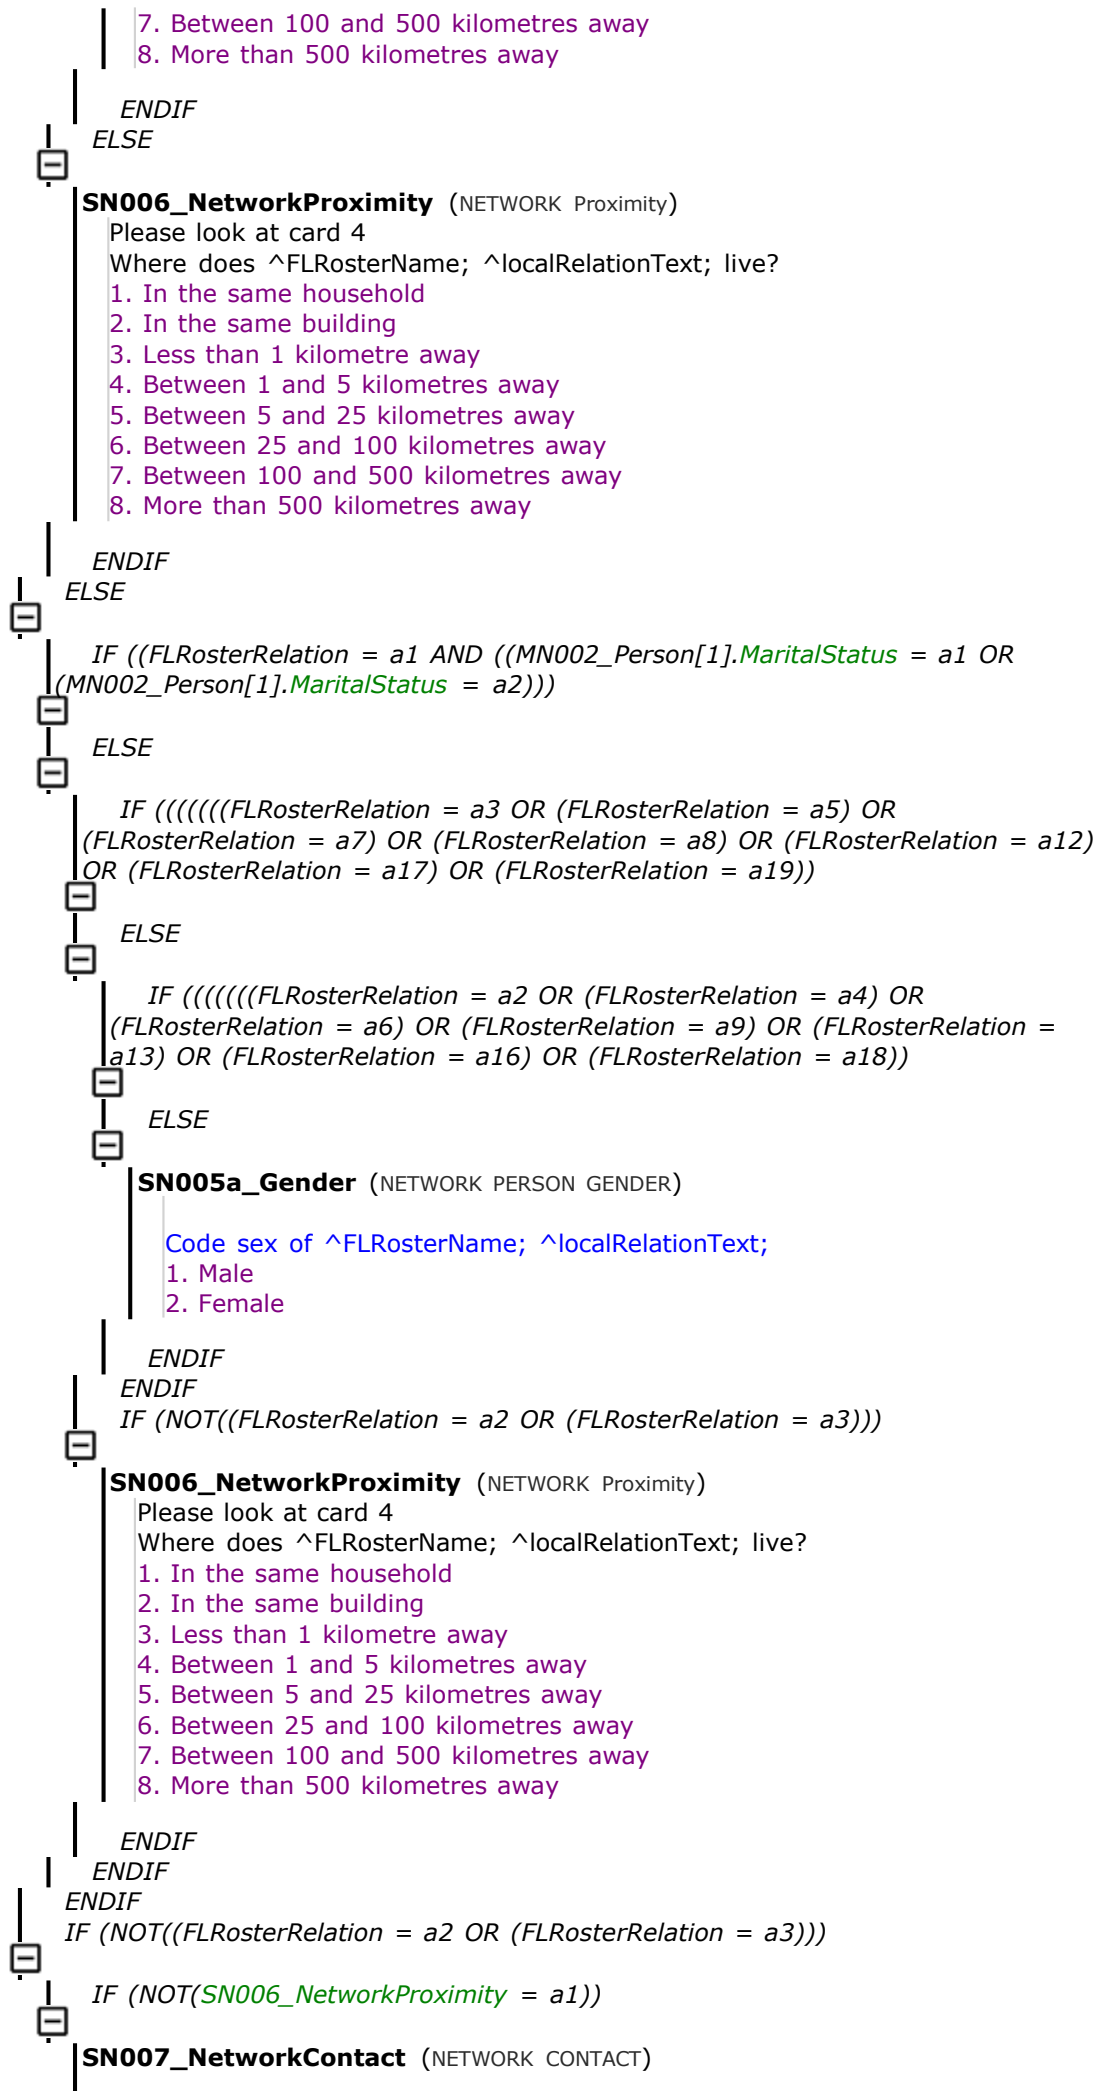 7. Between 100 and 500 kilometres away
8. More than 500 kilometres away
ENDIF
ELSE
SN006_NetworkProximity (NETWORK Proximity)
Please look at card 4
Where does ^FLRosterName; ^localRelationText; live?
1. In the same household
2. In the same building
3. Less than 1 kilometre away
4. Between 1 and 5 kilometres away
5. Between 5 and 25 kilometres away
6. Between 25 and 100 kilometres away
7. Between 100 and 500 kilometres away
8. More than 500 kilometres away
ENDIF
ELSE
IF ((FLRosterRelation = a1 AND ((MN002_Person[1].MaritalStatus = a1 OR
(MN002_Person[1].MaritalStatus = a2)))
ELSE
IF (((((((FLRosterRelation = a3 OR (FLRosterRelation = a5) OR
(FLRosterRelation = a7) OR (FLRosterRelation = a8) OR (FLRosterRelation = a12)
OR (FLRosterRelation = a17) OR (FLRosterRelation = a19))
ELSE
IF (((((((FLRosterRelation = a2 OR (FLRosterRelation = a4) OR
(FLRosterRelation = a6) OR (FLRosterRelation = a9) OR (FLRosterRelation =
a13) OR (FLRosterRelation = a16) OR (FLRosterRelation = a18))
ELSE
SN005a_Gender (NETWORK PERSON GENDER)
Code sex of ^FLRosterName; ^localRelationText;
1. Male
2. Female
ENDIF
ENDIF
IF (NOT((FLRosterRelation = a2 OR (FLRosterRelation = a3)))
SN006_NetworkProximity (NETWORK Proximity)
Please look at card 4
Where does ^FLRosterName; ^localRelationText; live?
1. In the same household
2. In the same building
3. Less than 1 kilometre away
4. Between 1 and 5 kilometres away
5. Between 5 and 25 kilometres away
6. Between 25 and 100 kilometres away
7. Between 100 and 500 kilometres away
8. More than 500 kilometres away
ENDIF
ENDIF
ENDIF
IF (NOT((FLRosterRelation = a2 OR (FLRosterRelation = a3)))
IF (NOT(SN006_NetworkProximity = a1))
SN007_NetworkContact (NETWORK CONTACT)